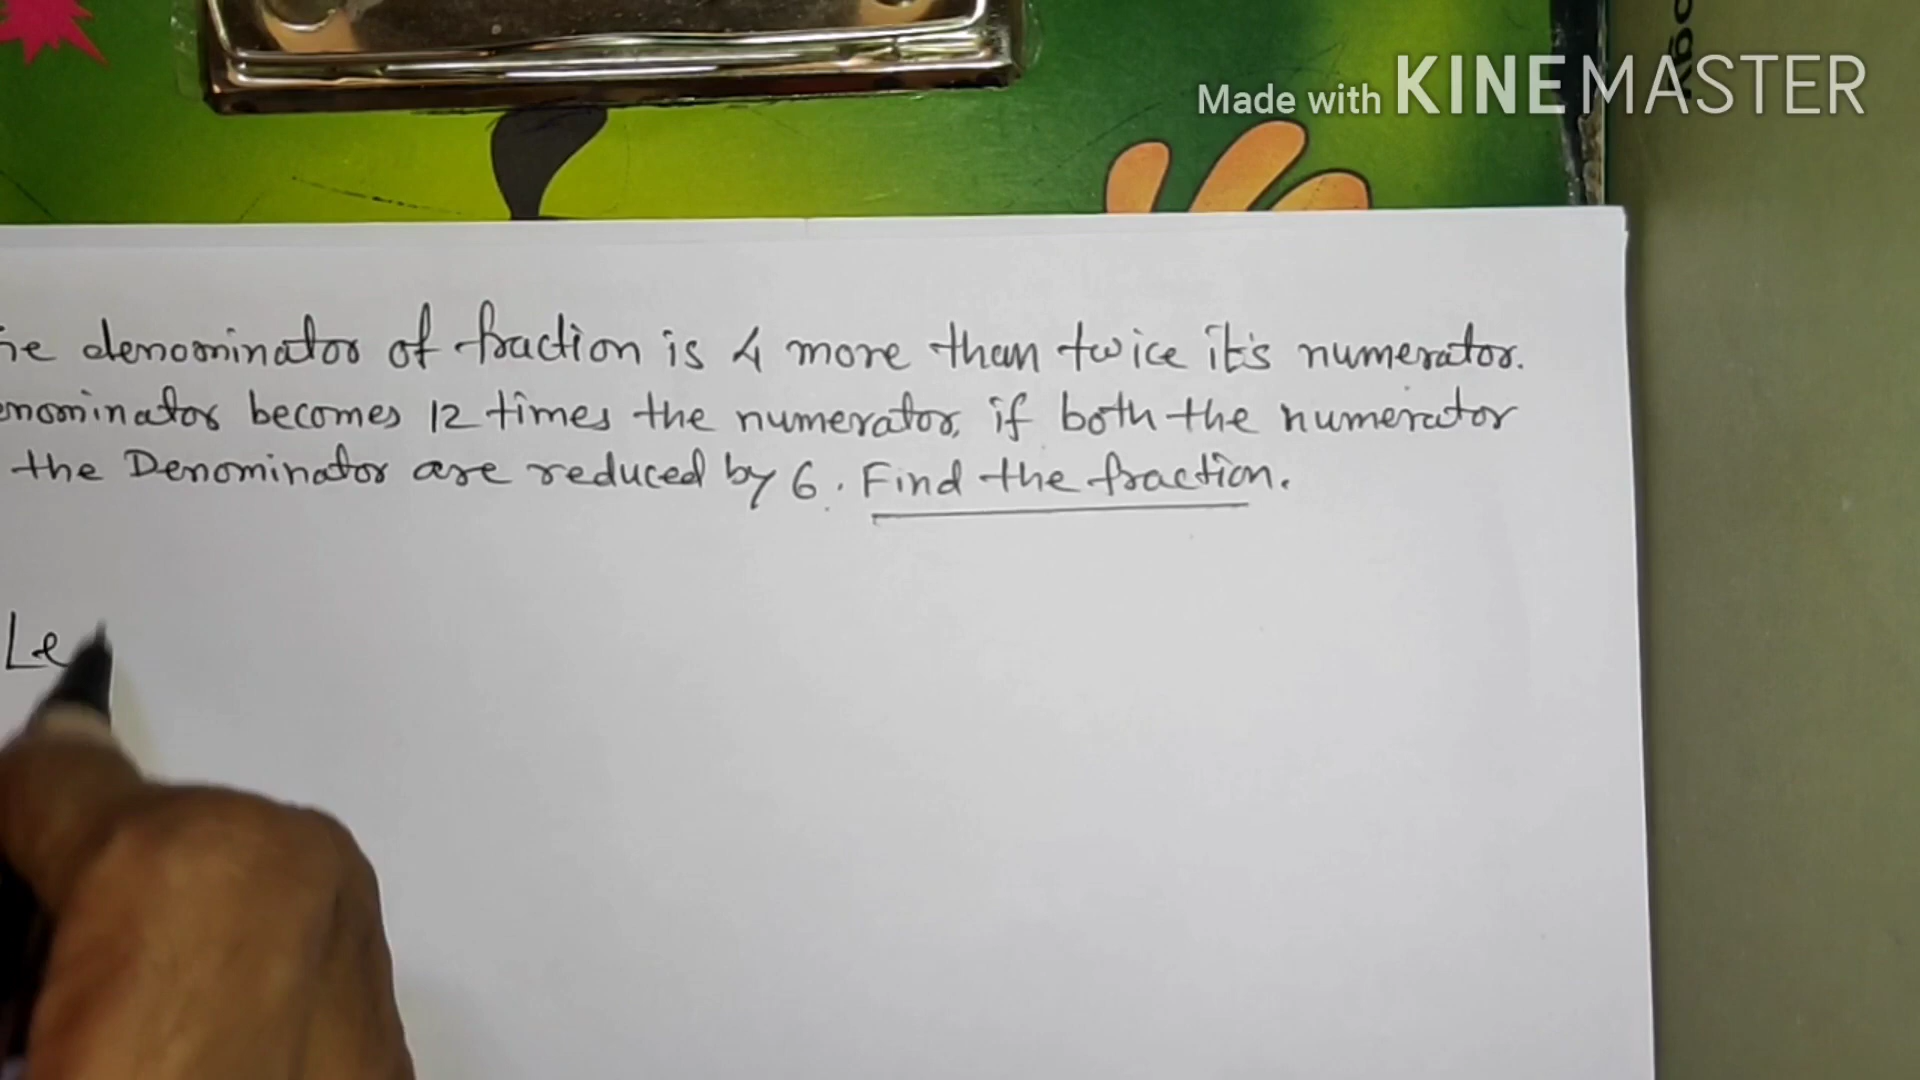 Made with KINEMASTER
denominator of fraction is 4 more than twice it's numerator.
becomes 12 times the numerator, if both the numerator
the Denominator are reduced by 6. Find the fraction.
Le